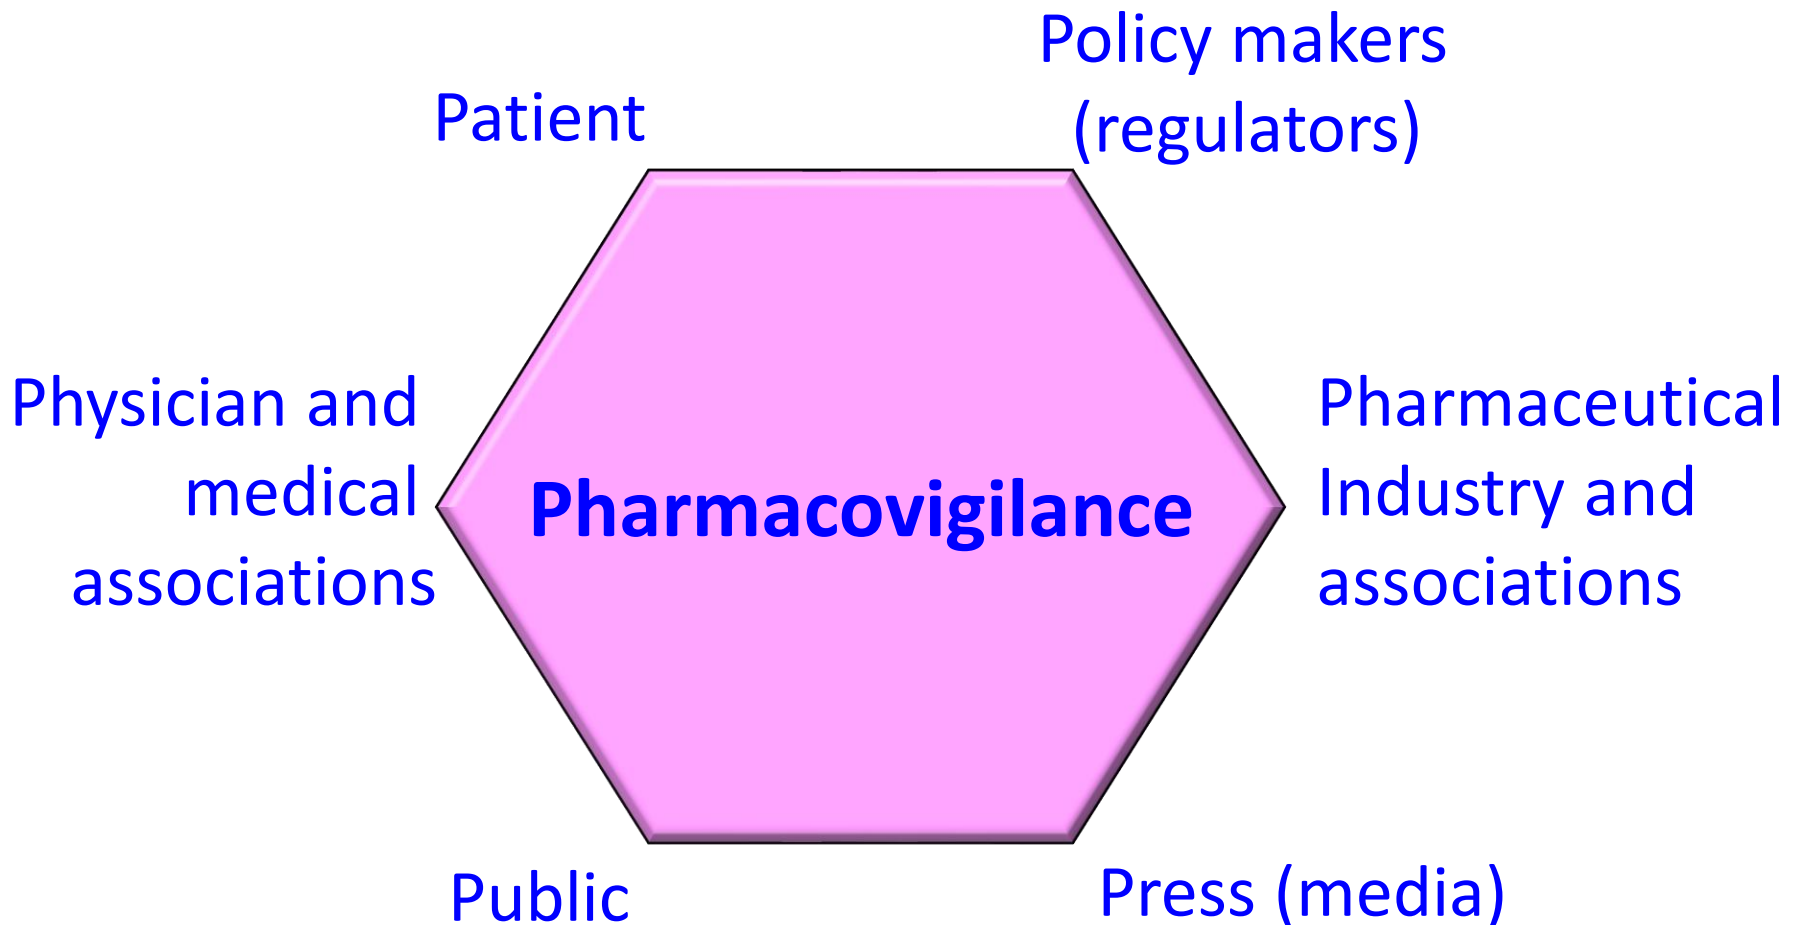 Policy makers
(regulators)
Patient
Physician and
medical
associations
Pharmacovigilance
Pharmaceutical
Industry and
associations
Public
Press (media)